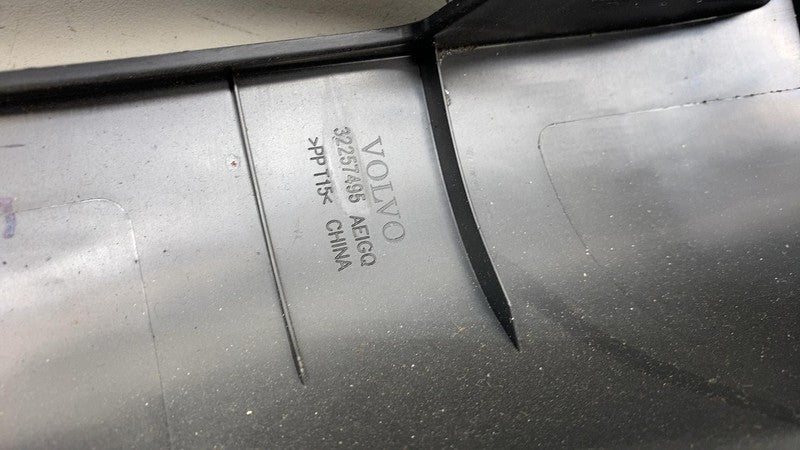 VOLVO
32257495 AEIGQ
>PP T15< CHINA